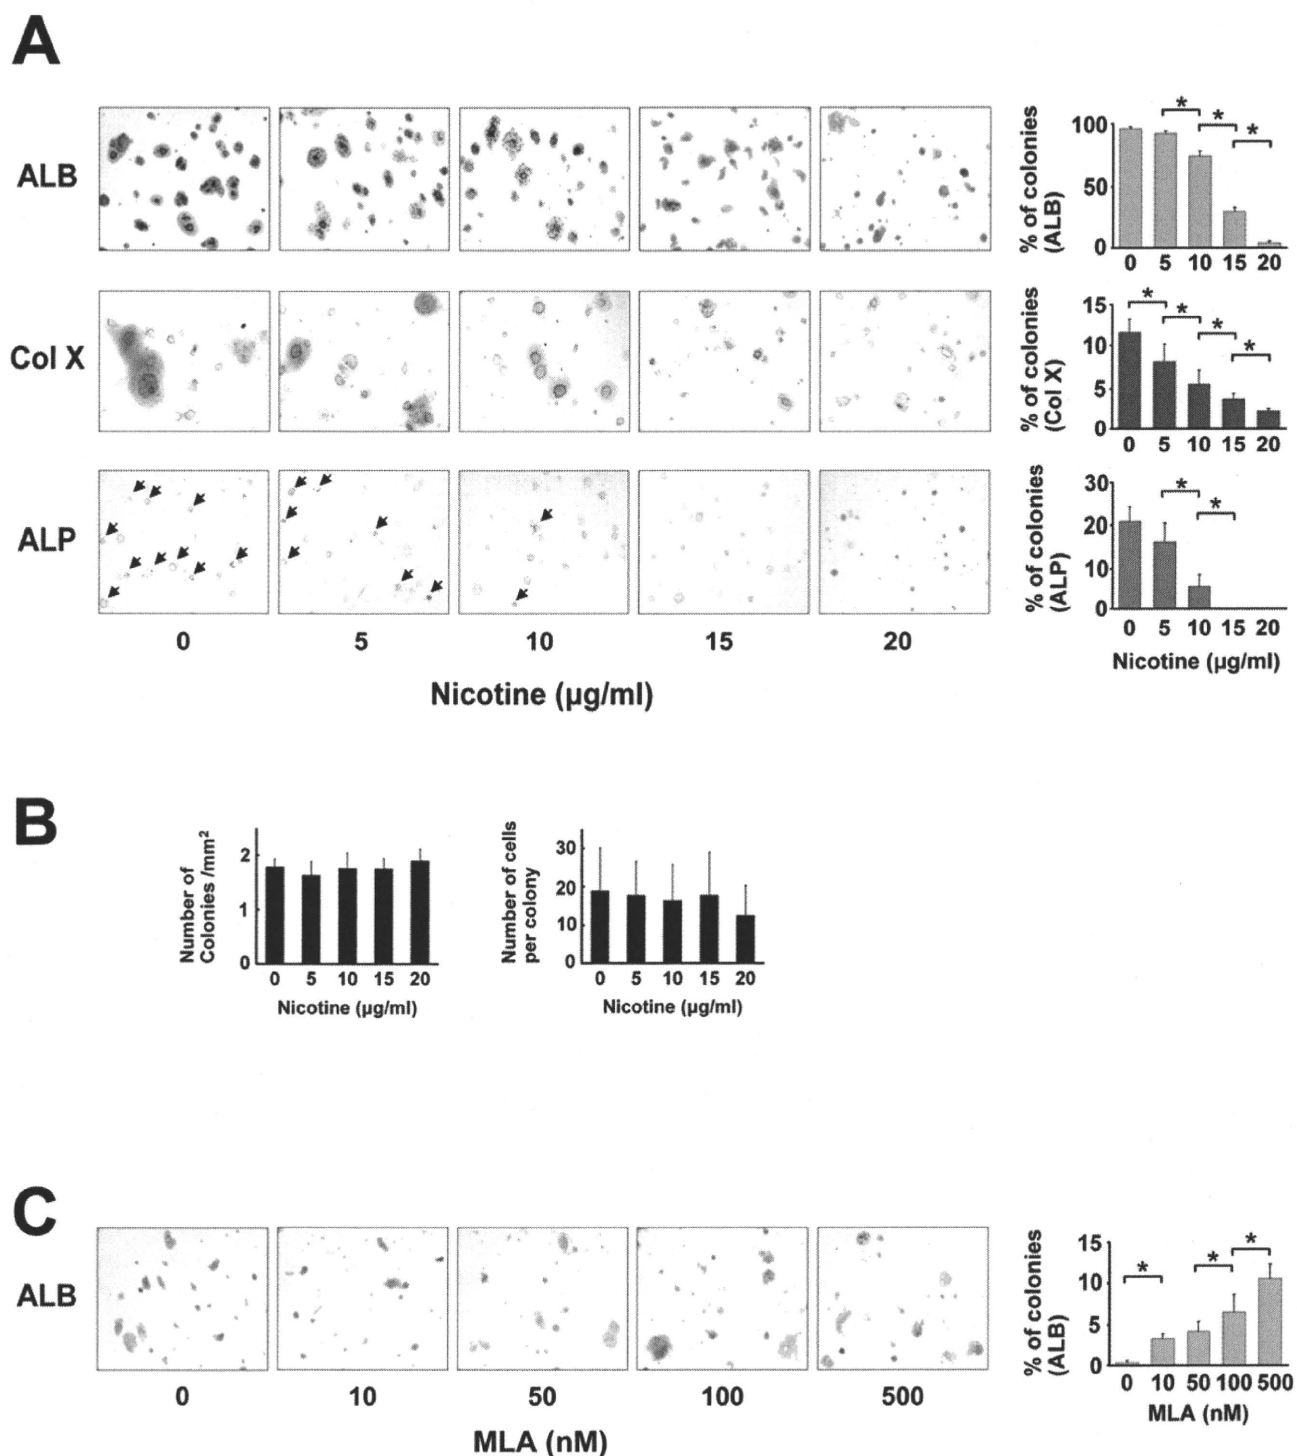 A
ALB
% of colonies
(ALB)
100
50
0
0 5 10 15 20
* * *
Col X
% of colonies
(Col X)
15
10
5
0
0 5 10 15 20
* * * *
ALP
% of colonies
(ALP)
30
20
10
0
0 5 10 15 20
* *
Nicotine (µg/ml)
0 5 10 15 20
Nicotine (µg/ml)
B
Number of
Colonies /mm²
2
1
0
0 5 10 15 20
Nicotine (µg/ml)
Number of cells
per colony
30
20
10
0
0 5 10 15 20
Nicotine (µg/ml)
C
ALB
0 10 50 100 500
MLA (nM)
% of colonies
(ALB)
15
10
5
0
0 10 50 100 500
* * *
MLA (nM)